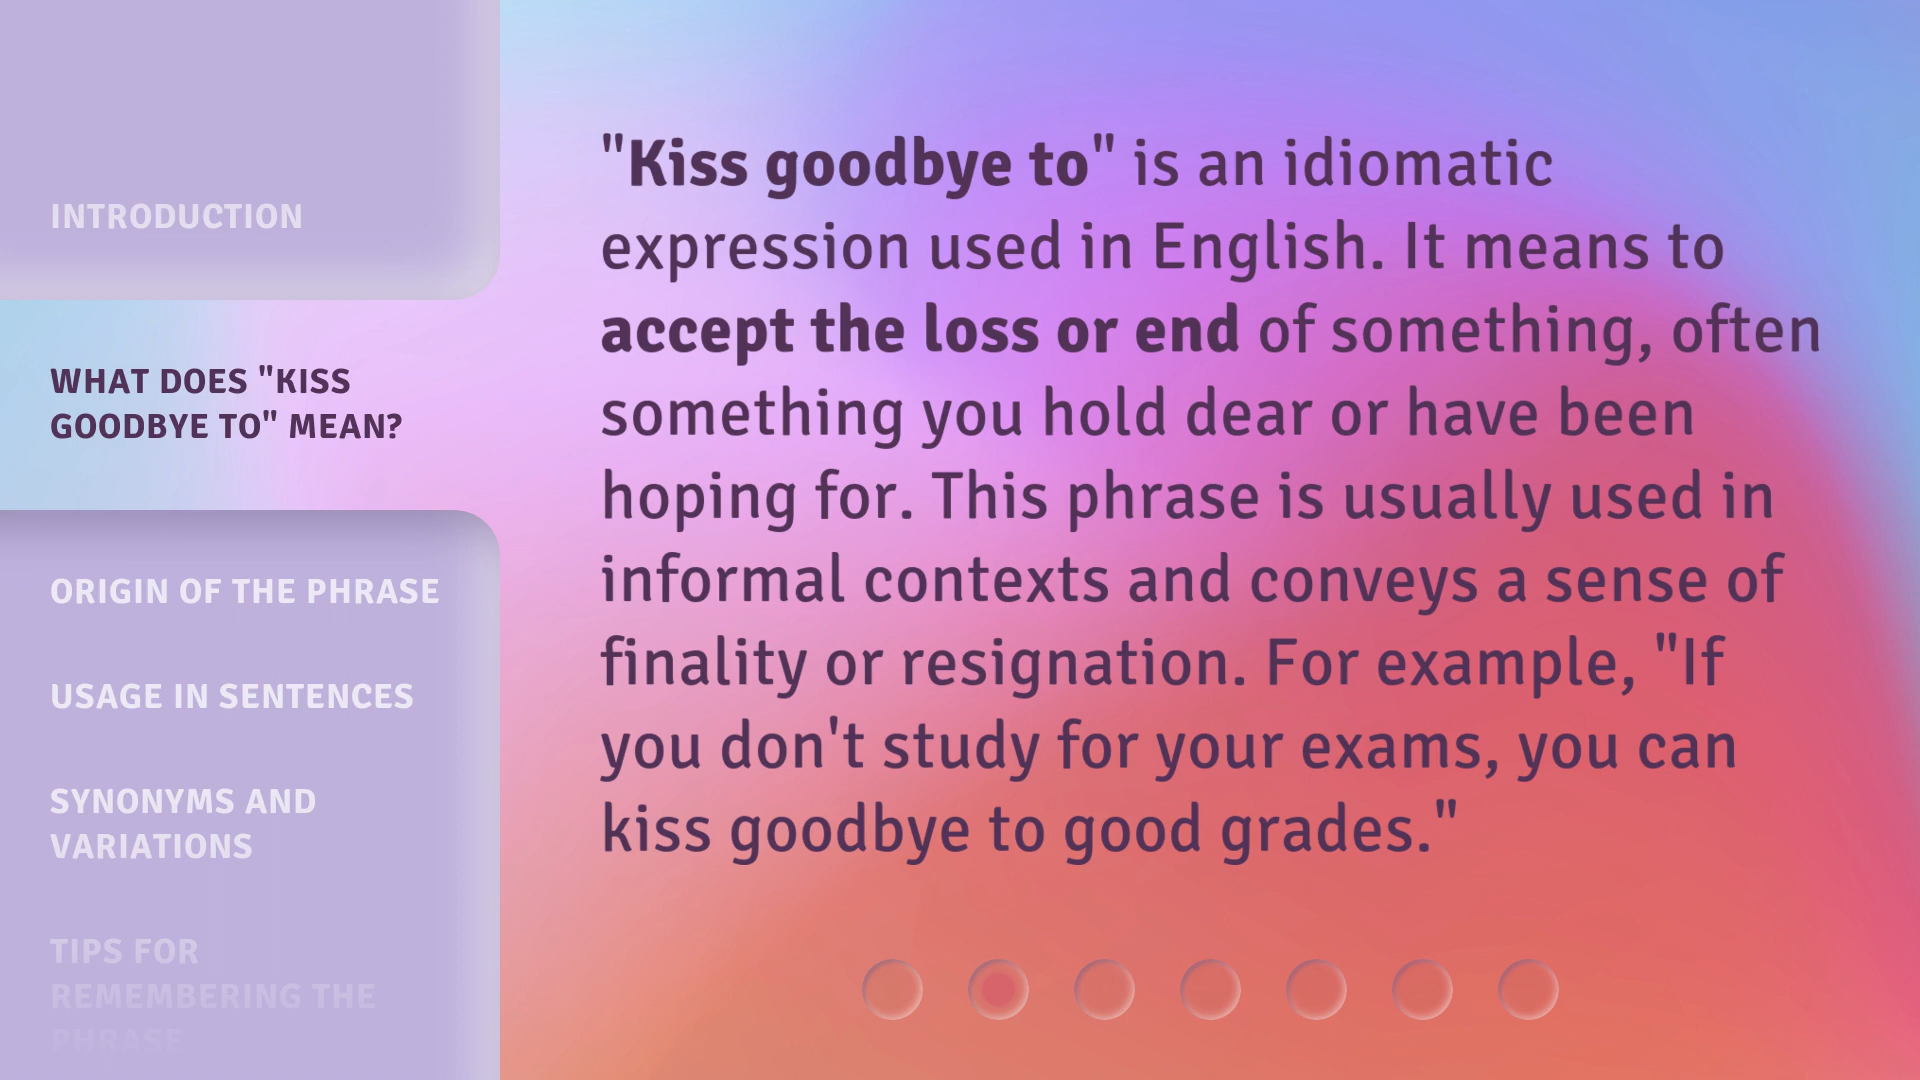 INTRODUCTION
WHAT DOES "KISS
GOODBYE TO" MEAN?
ORIGIN OF THE PHRASE
USAGE IN SENTENCES
SYNONYMS AND
VARIATIONS
TIPS FOR
REMEMBERING THE
PHRASE
"Kiss goodbye to" is an idiomatic
expression used in English. It means to
accept the loss or end of something, often
something you hold dear or have been
hoping for. This phrase is usually used in
informal contexts and conveys a sense of
finality or resignation. For example, "If
you don't study for your exams, you can
kiss goodbye to good grades."